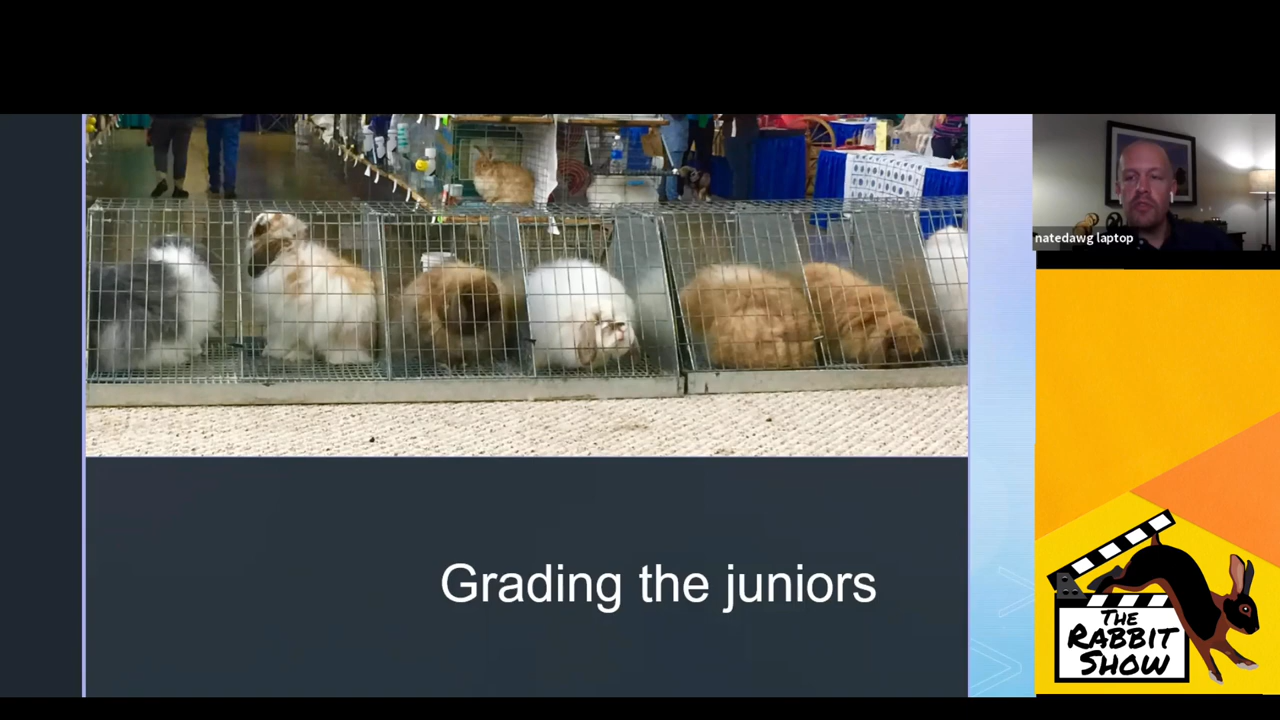 natedawg laptop
Grading the juniors
THE
RABBIT
SHOW